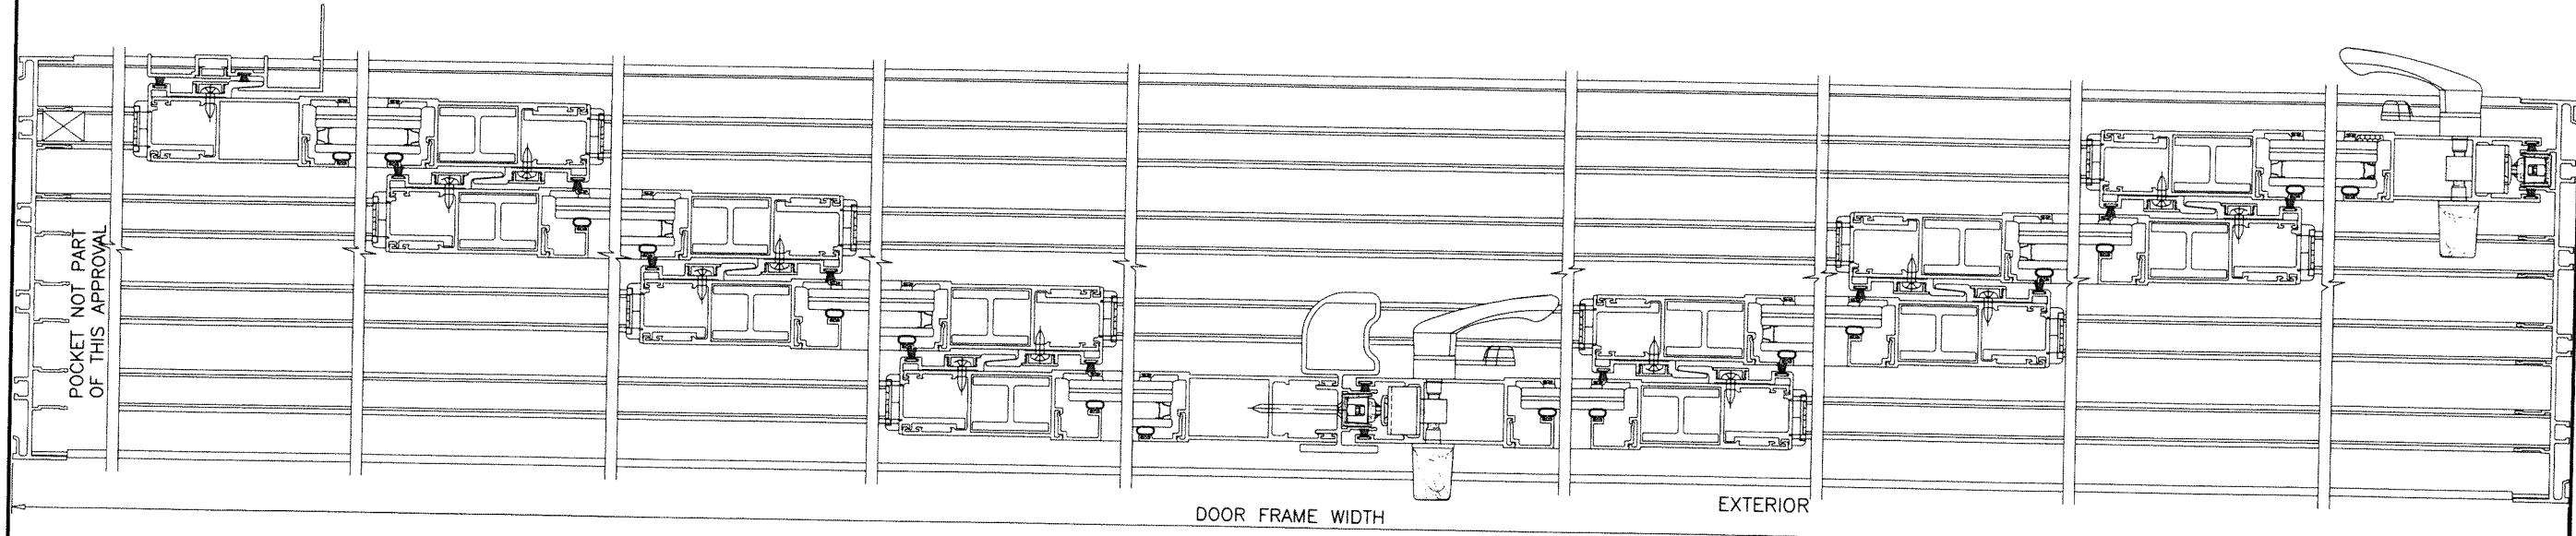 POCKET NOT PART
OF THIS APPROVAL
EXTERIOR
DOOR FRAME WIDTH